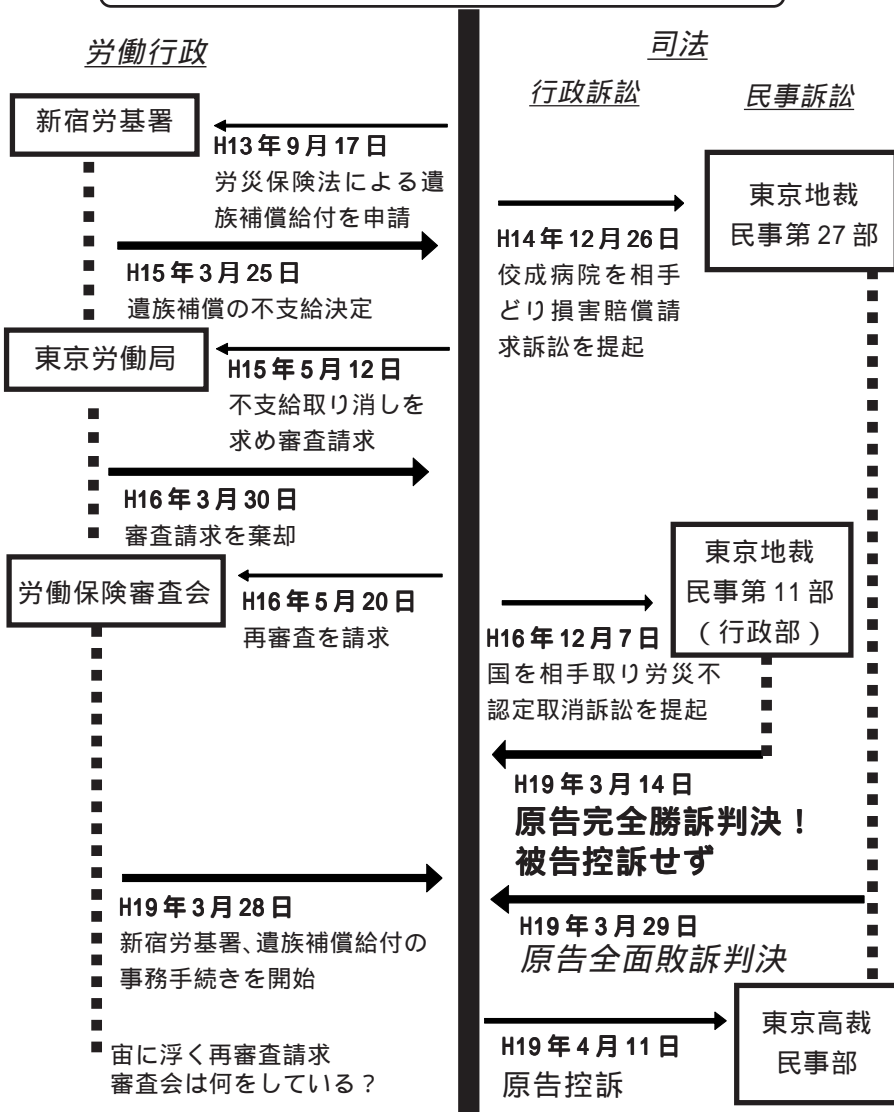 労働行政
新宿労基署
H13年9月17日
労災保険法による遺
族補償給付を申請
H15年3月25日
遺族補償の不支給決定
東京労働局
H15年5月12日
不支給取り消しを
求め審査請求
H16年3月30日
審査請求を棄却
労働保険審査会
H16年5月20日
再審査を請求
H19年3月28日
新宿労基署、遺族補償給付の
事務手続きを開始
宙に浮く再審査請求
審査会は何をしている？
司法
行政訴訟
民事訴訟
東京地裁
民事第27部
H14年12月26日
佼成病院を相手
どり損害賠償請
求訴訟を提起
東京地裁
民事第11部
（行政部）
H16年12月7日
国を相手取り労災不
認定取消訴訟を提起
H19年3月14日
原告完全勝訴判決！
被告控訴せず
H19年3月29日
原告全面敗訴判決
H19年4月11日
原告控訴
東京高裁
民事部